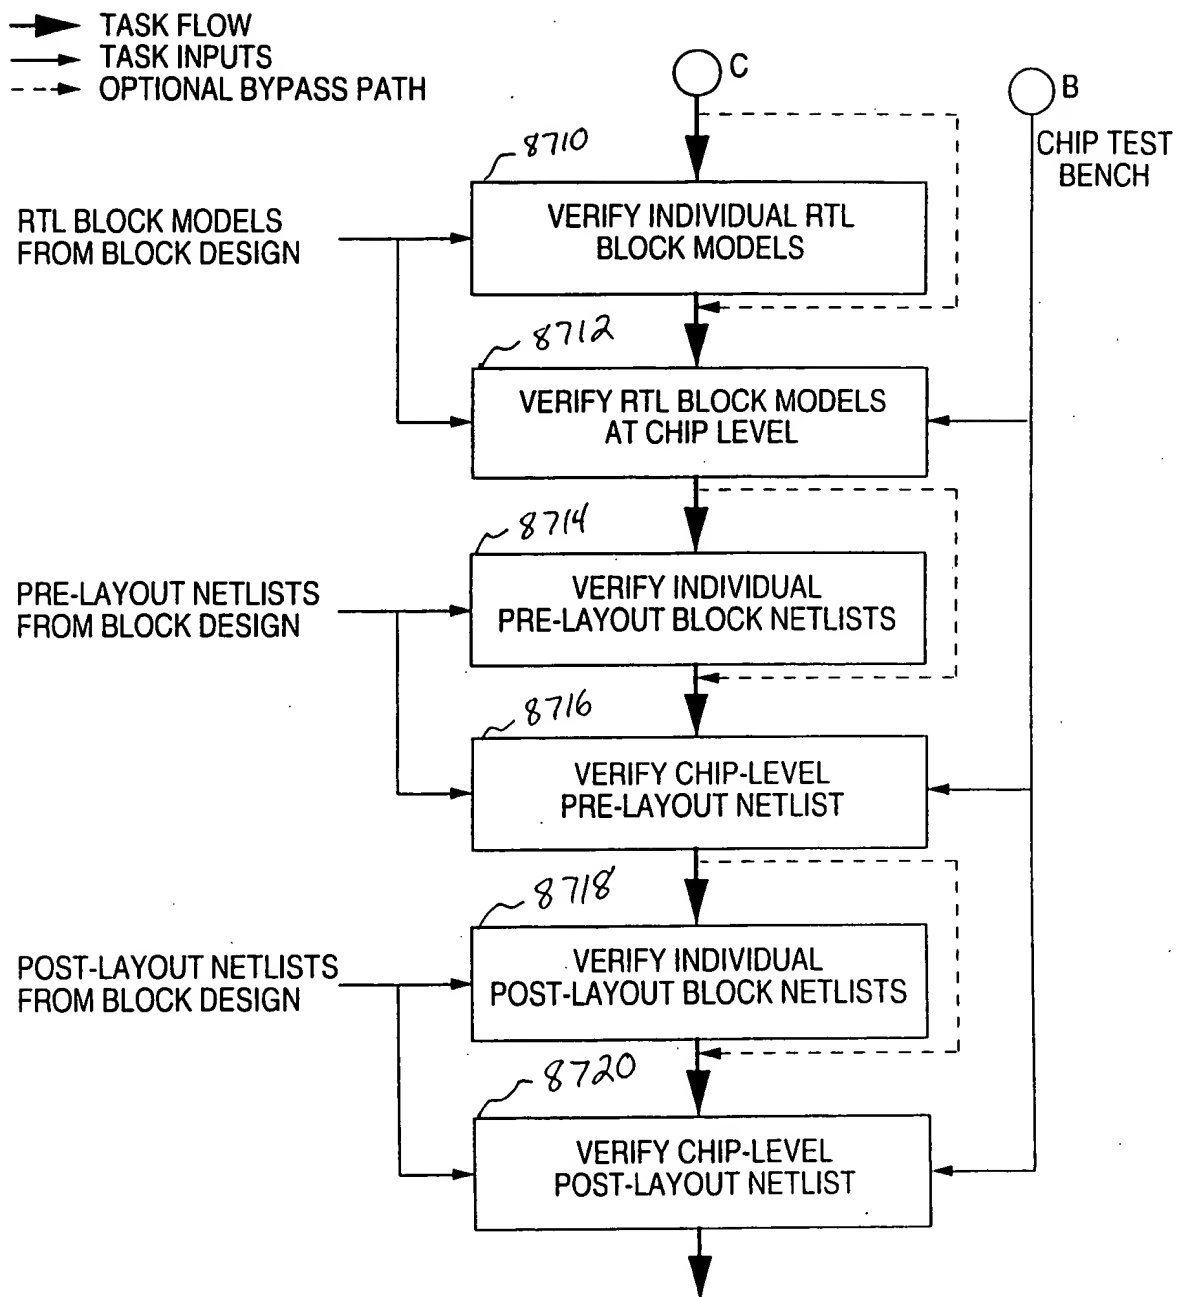 TASK FLOW
TASK INPUTS
OPTIONAL BYPASS PATH
C
B
CHIP TEST
BENCH
8710
VERIFY INDIVIDUAL RTL
BLOCK MODELS
RTL BLOCK MODELS
FROM BLOCK DESIGN
8712
VERIFY RTL BLOCK MODELS
AT CHIP LEVEL
8714
VERIFY INDIVIDUAL
PRE-LAYOUT BLOCK NETLISTS
PRE-LAYOUT NETLISTS
FROM BLOCK DESIGN
8716
VERIFY CHIP-LEVEL
PRE-LAYOUT NETLIST
8718
VERIFY INDIVIDUAL
POST-LAYOUT BLOCK NETLISTS
POST-LAYOUT NETLISTS
FROM BLOCK DESIGN
8720
VERIFY CHIP-LEVEL
POST-LAYOUT NETLIST